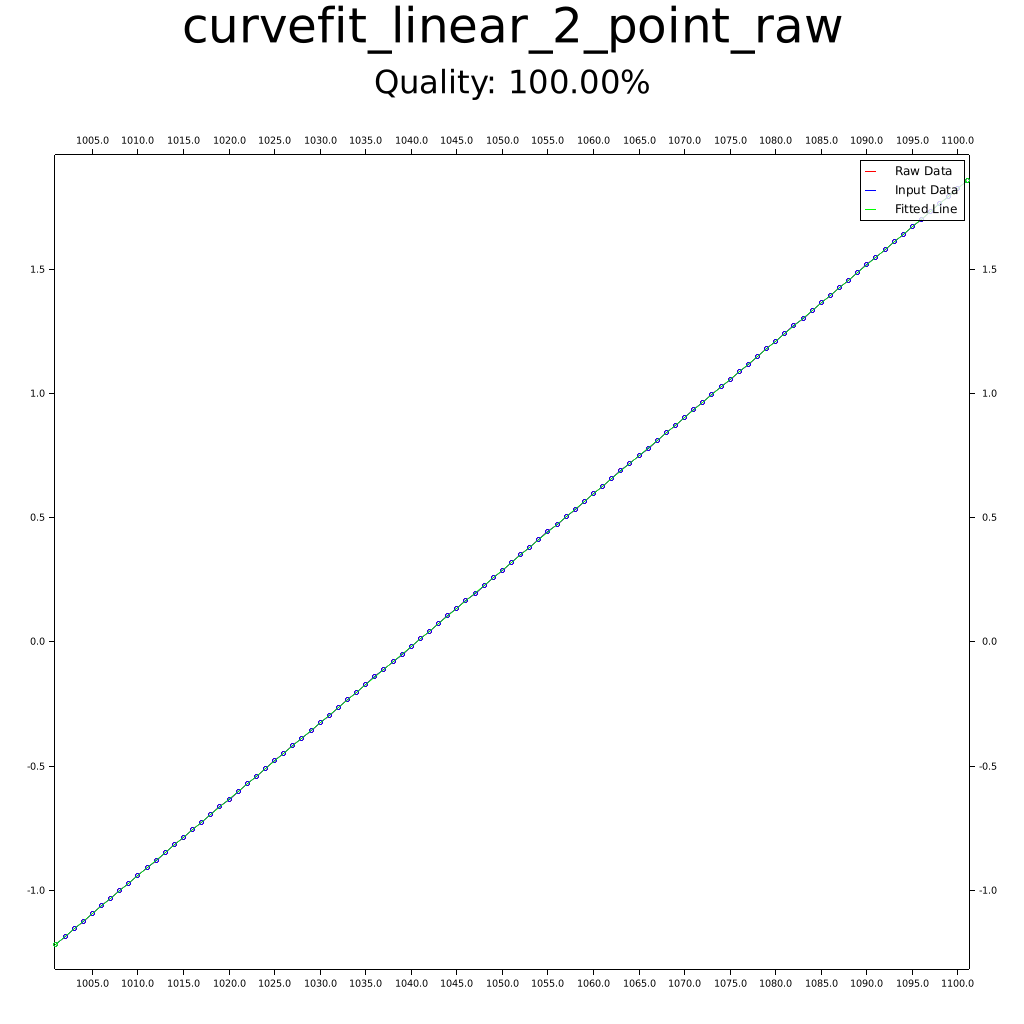 curvefit_linear_2_point_raw
Quality: 100.00%
1005.0 1010.0 1015.0 1020.0 1025.0 1030.0 1035.0 1040.0 1045.0 1050.0 1055.0 1060.0 1065.0 1070.0 1075.0 1080.0 1085.0 1090.0 1095.0 1100.0
Raw Data
Input Data
Fitted Line
1.5 1.5
1.0 1.0
0.5 0.5
0.0 0.0
-0.5 -0.5
-1.0 -1.0
1005.0 1010.0 1015.0 1020.0 1025.0 1030.0 1035.0 1040.0 1045.0 1050.0 1055.0 1060.0 1065.0 1070.0 1075.0 1080.0 1085.0 1090.0 1095.0 1100.0